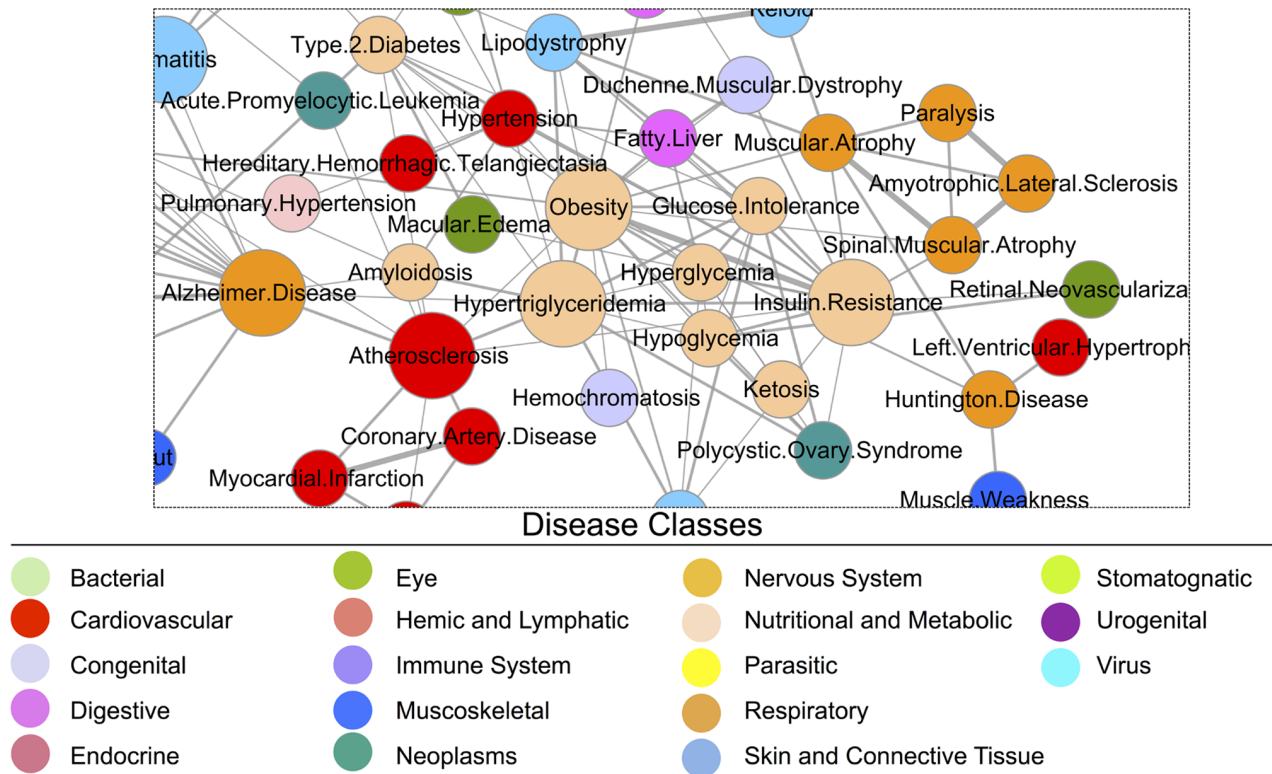 Keloid
Type.2.Diabetes
Lipodystrophy
matitis
Duchenne.Muscular.Dystrophy
Acute.Promyelocytic.Leukemia
Paralysis
Hypertension
Fatty.Liver
Muscular.Atrophy
Hereditary.Hemorrhagic.Telangiectasia
Amyotrophic.Lateral.Sclerosis
Pulmonary.Hypertension
Obesity
Glucose.Intolerance
Macular.Edema
Spinal.Muscular.Atrophy
Amyloidosis
Hyperglycemia
Alzheimer.Disease
Hypertriglyceridemia
Insulin.Resistance
Retinal.Neovasculariza
Hypoglycemia
Left.Ventricular.Hypertroph
Atherosclerosis
Ketosis
Hemochromatosis
Huntington.Disease
Coronary.Artery.Disease
Polycystic.Ovary.Syndrome
ut
Myocardial.Infarction
Muscle.Weakness
Disease Classes
Bacterial
Cardiovascular
Congenital
Digestive
Endocrine
Eye
Hemic and Lymphatic
Immune System
Muscoskeletal
Neoplasms
Nervous System
Nutritional and Metabolic
Parasitic
Respiratory
Skin and Connective Tissue
Stomatognatic
Urogenital
Virus